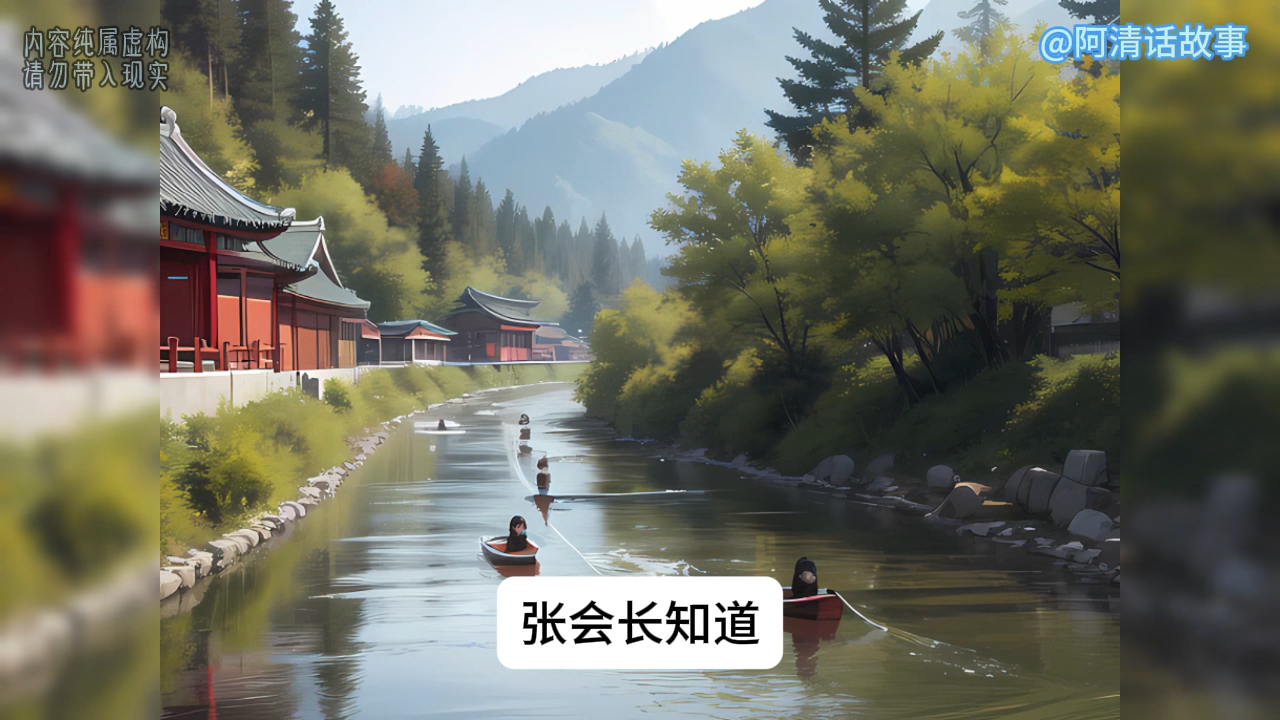 内容纯属虚构
请勿带入现实
@阿清话故事
张会长知道